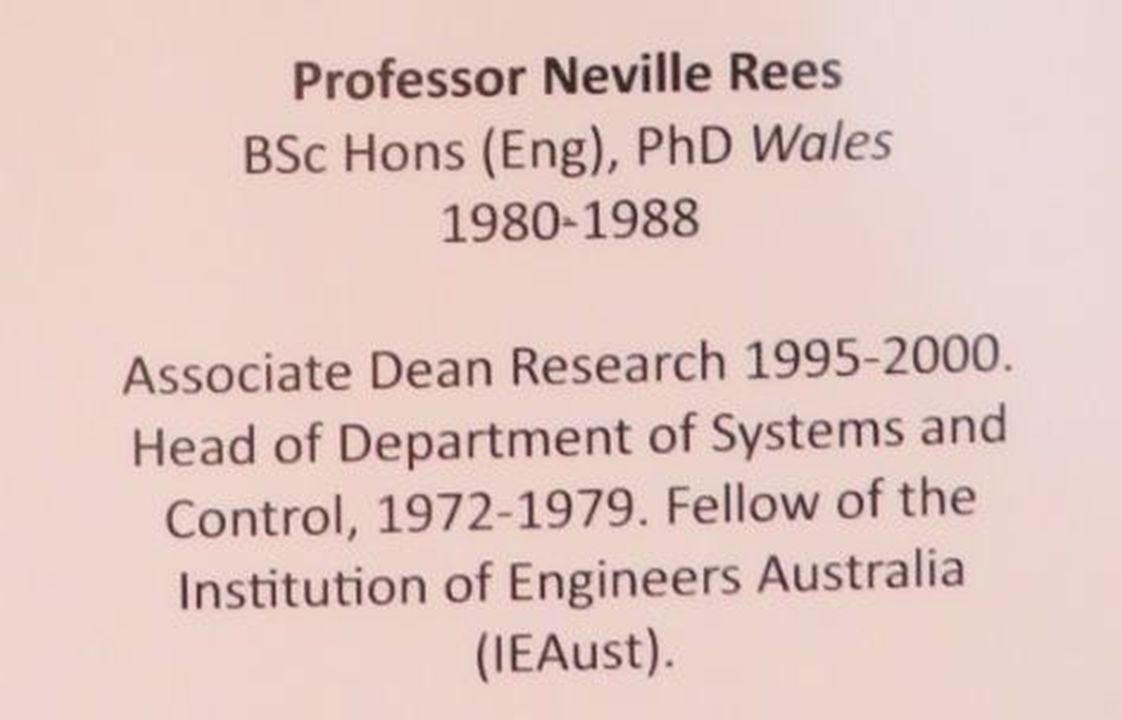 Professor Neville Rees
BSc Hons (Eng), PhD Wales
1980-1988
Associate Dean Research 1995-2000.
Head of Department of Systems and
Control, 1972-1979. Fellow of the
Institution of Engineers Australia
(IEAust).